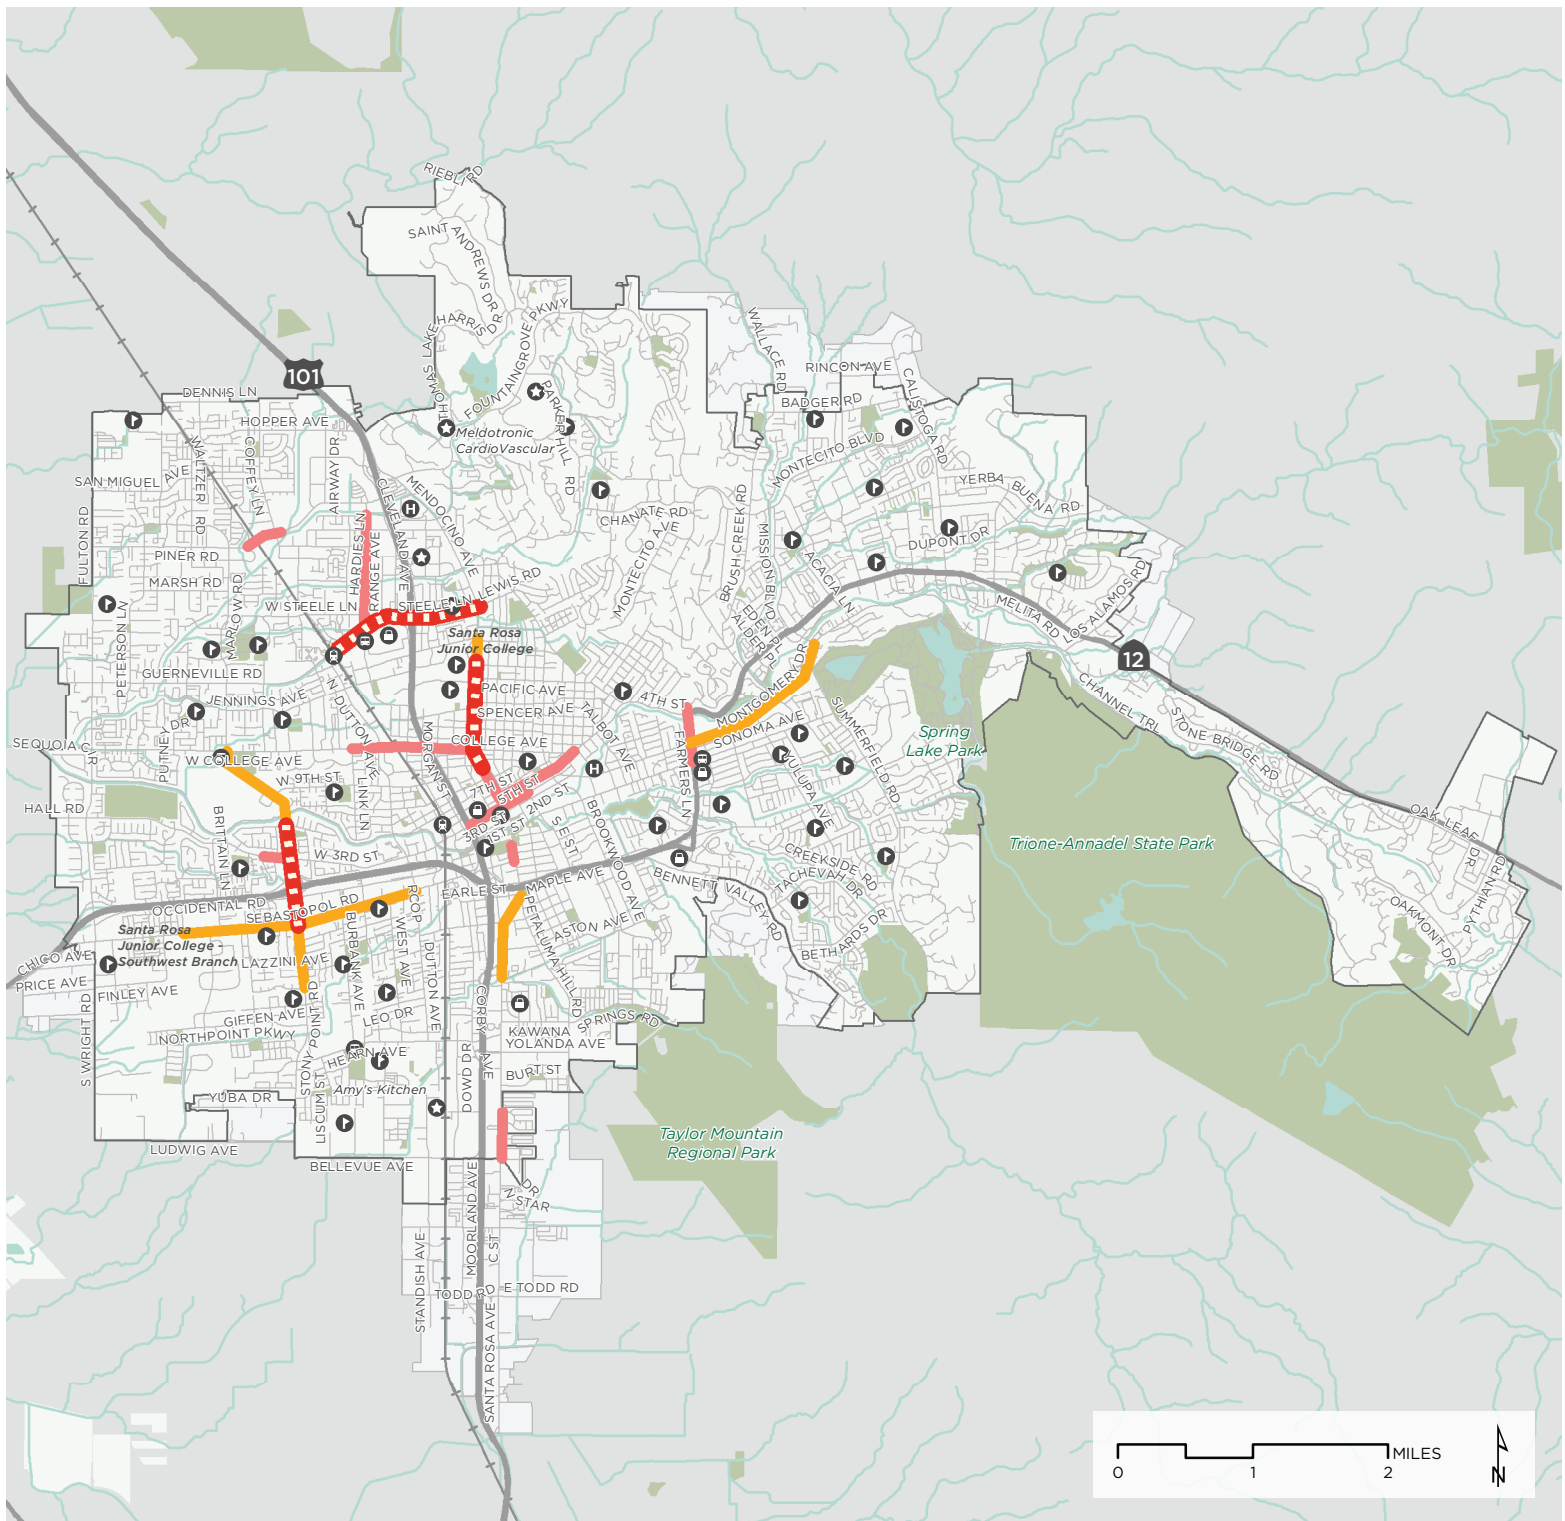 RIEBLI RD
SAINT ANDREWS DR
HARRIS DR
THOMAS LAKE
FOUNTAINGROVE PKWY
PARKER HILL RD
WALLACE RD
RINCON AVE
CALISTOGA RD
BADGER RD
101
DENNIS LN
HOPPER AVE
Meldotronic
CardioVascular
MONTECITO BLVD
YERBA BUENA RD
WALTZER RD
COFFEY LN
AIRWAY DR
CLEVELAND AVE
MENDOCINO AVE
SAN MIGUEL AVE
CHANATE RD
MONTECITO AVE
BRUSH CREEK RD
MISSION BLVD
DUPONT DR
FULTON RD
PINER RD
HARDIES LN
RANGE AVE
MARSH RD
ACACIA LN
W STEELE LN
STEELE LN
LEWIS RD
MARLOW RD
PETERSON LN
MELITA RD
LOS ALAMOS RD
EDEN PL
ALDER PL
Santa Rosa
Junior College
12
GUERNEVILLE RD
N DUTTON AVE
JENNINGS AVE
PACIFIC AVE
SPENCER AVE
4TH ST
MONTGOMERY DR
SONOMA AVE
SUMMERFIELD RD
CHANNEL TRL
STONE BRIDGE RD
PUTNEY DR
SEQUOIA CIR
W COLLEGE AVE
COLLEGE AVE
MORGAN S
TALBOT AVE
FARMERS LN
Spring
Lake Park
W 9TH ST
LINK LN
7TH ST
5TH ST
2ND ST
3RD ST
1ST ST
YULUPA AVE
HALL RD
BRITTAIN LN
W 3RD ST
S E ST
BROOKWOOD AVE
OAK LEAF DR
Trione-Annadel State Park
CREEKSIDE RD
TACHEVAH DR
PYTHIAN RD
EARLE ST
MAPLE AVE
BENNETT VALLEY RD
OCCIDENTAL RD
SEBASTOPOL RD
OAKMONT DR
BURBANK AVE
WEST AVE
DUTTON AVE
PETALUMA HILL RD
ASTON AVE
BETHARDS DR
Santa Rosa
Junior College -
Southwest Branch
LAZZINI AVE
CHICO AVE
PRICE AVE
FINLEY AVE
S WRIGHT RD
GIFFEN AVE
LEO DR
NORTHPOINT PKWY
STONY POINT RD
CORBY AVE
KAWANA SPRINGS RD
YOLANDA AVE
HEARN AVE
DOWD DR
BURT ST
Amy's Kitchen
YUBA DR
LISCUM ST
LUDWIG AVE
BELLEVUE AVE
Taylor Mountain
Regional Park
MOORLAND AVE
N STAR DR
C ST
STANDISH AVE
TODD RD
E TODD RD
SANTA ROSA AVE
0 1 2 MILES
N